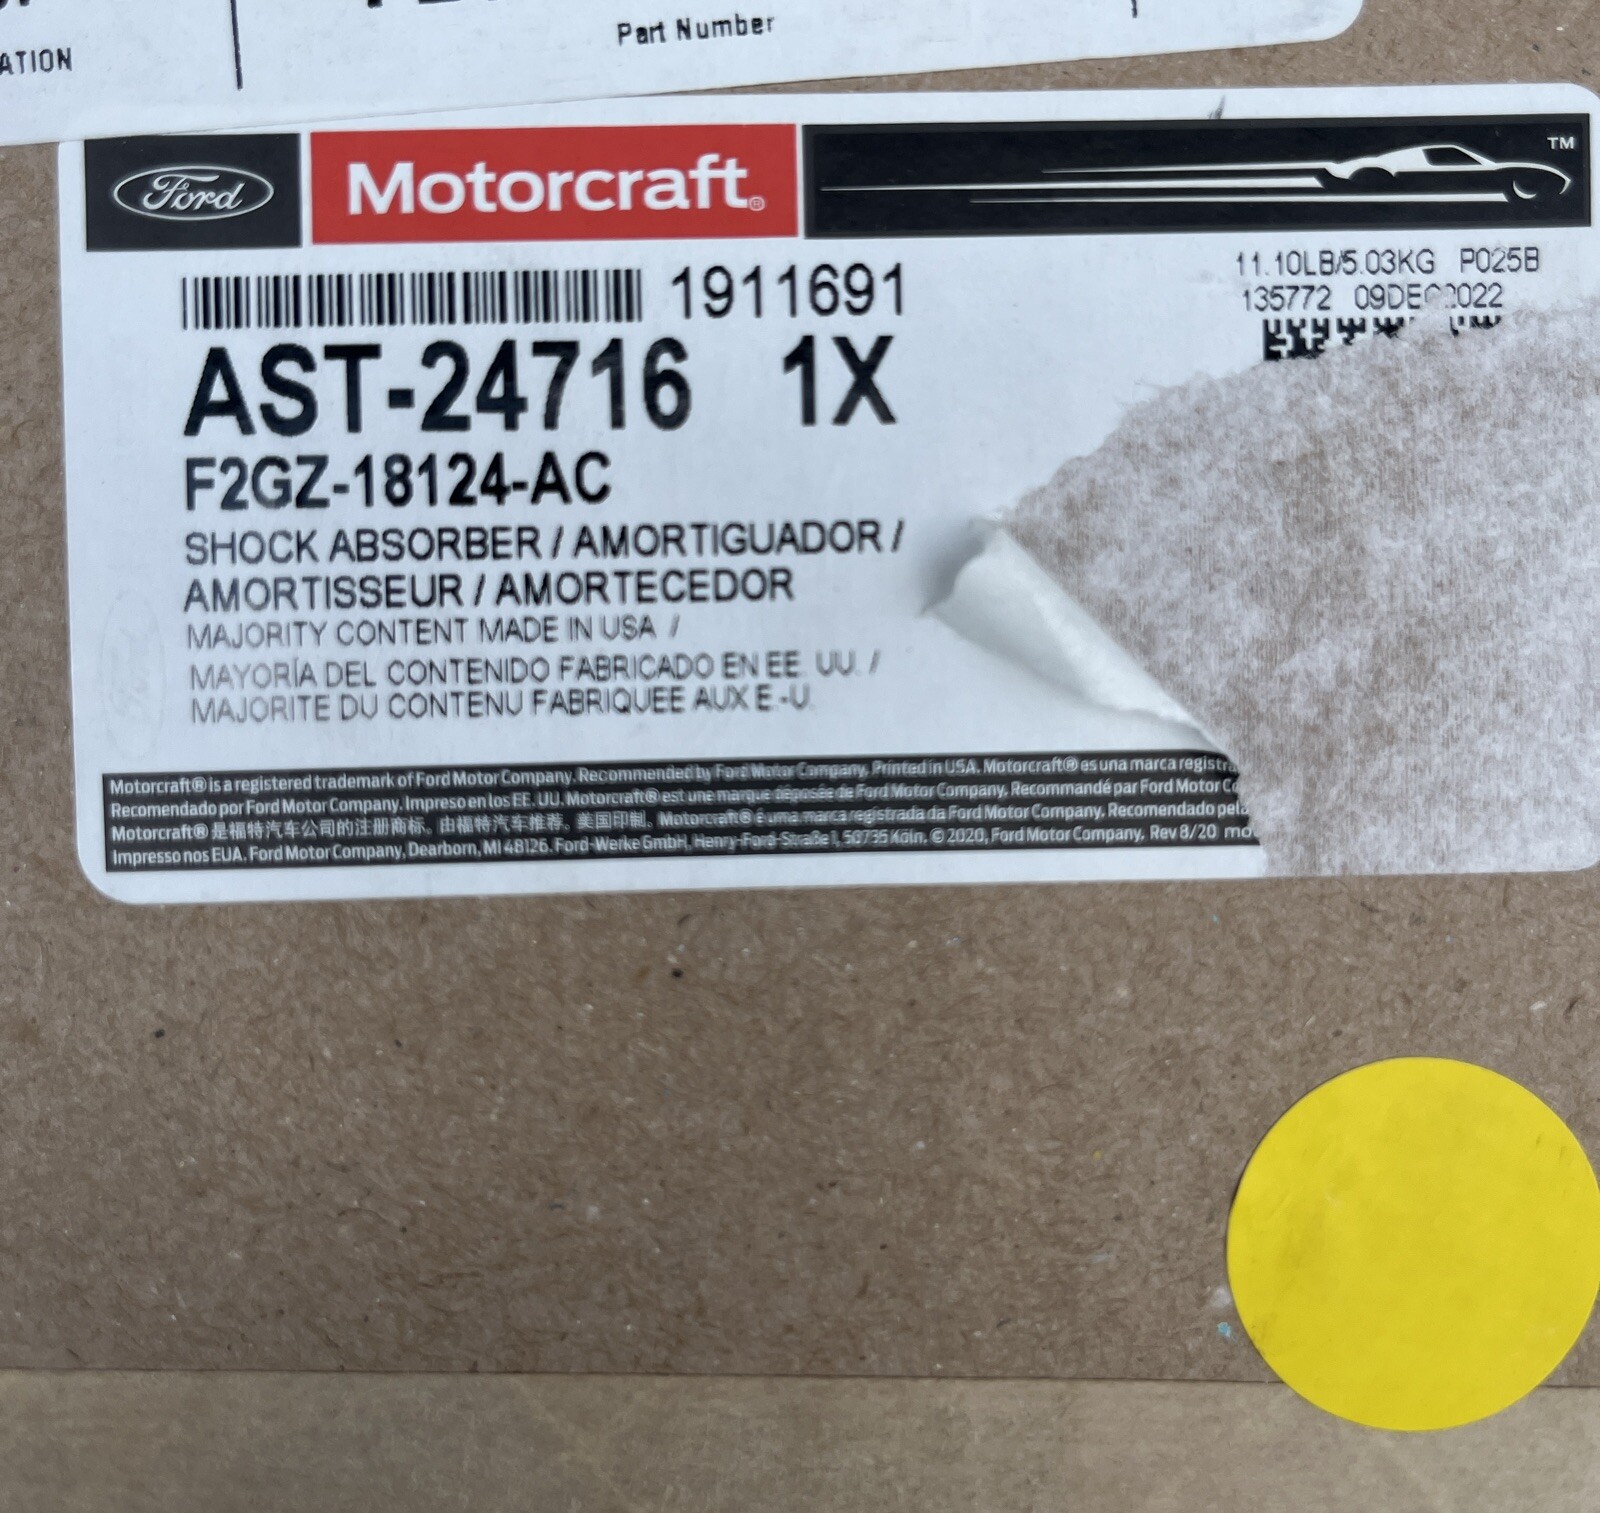 ATION
Part Number
Ford
Motorcraft®
TM
1911691
11.10LB/5.03KG P025B
135772 09DEC2022
AST-24716 1X
F2GZ-18124-AC
SHOCK ABSORBER / AMORTIGUADOR /
AMORTISSEUR / AMORTECEDOR
MAJORITY CONTENT MADE IN USA /
MAYORÍA DEL CONTENIDO FABRICADO EN EE. UU. /
MAJORITE DU CONTENU FABRIQUEE AUX E.-U.
Motorcraft® is a registered trademark of Ford Motor Company. Recommended by Ford Motor Company. Printed in USA. Motorcraft® es una marca registr
Recomendado por Ford Motor Company. Impreso en los EE. UU. Motorcraft® est une marque déposée de Ford Motor Company. Recommandé par Ford Motor Co
Motorcraft® 是福特汽车公司的注册商标。由福特汽车推荐。美国印制。Motorcraft® é uma marca registrada da Ford Motor Company. Recomendado pela
Impresso nos EUA. Ford Motor Company, Dearborn, MI 48126. Ford-Werke GmbH, Henry-Ford-Straße 1, 50735 Köln. © 2020, Ford Motor Company. Rev 8/20 mo